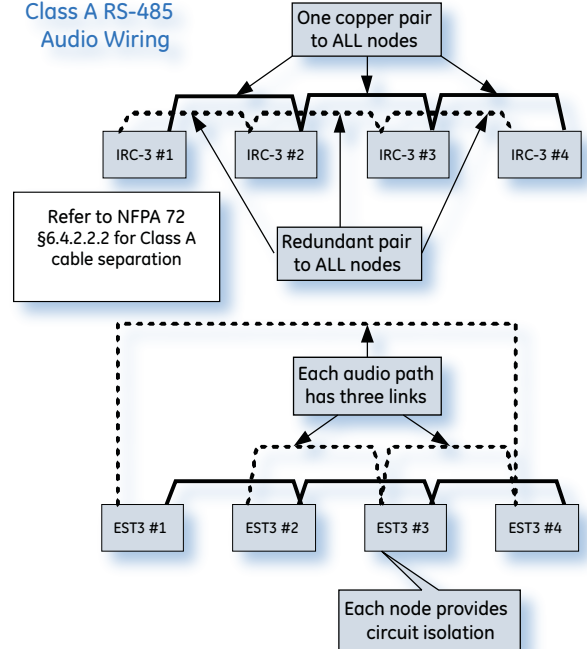 Class A RS-485
Audio Wiring
One copper pair
to ALL nodes
IRC-3 #1
IRC-3 #2
IRC-3 #3
IRC-3 #4
Refer to NFPA 72
§6.4.2.2.2 for Class A
cable separation
Redundant pair
to ALL nodes
Each audio path
has three links
EST3 #1
EST3 #2
EST3 #3
EST3 #4
Each node provides
circuit isolation